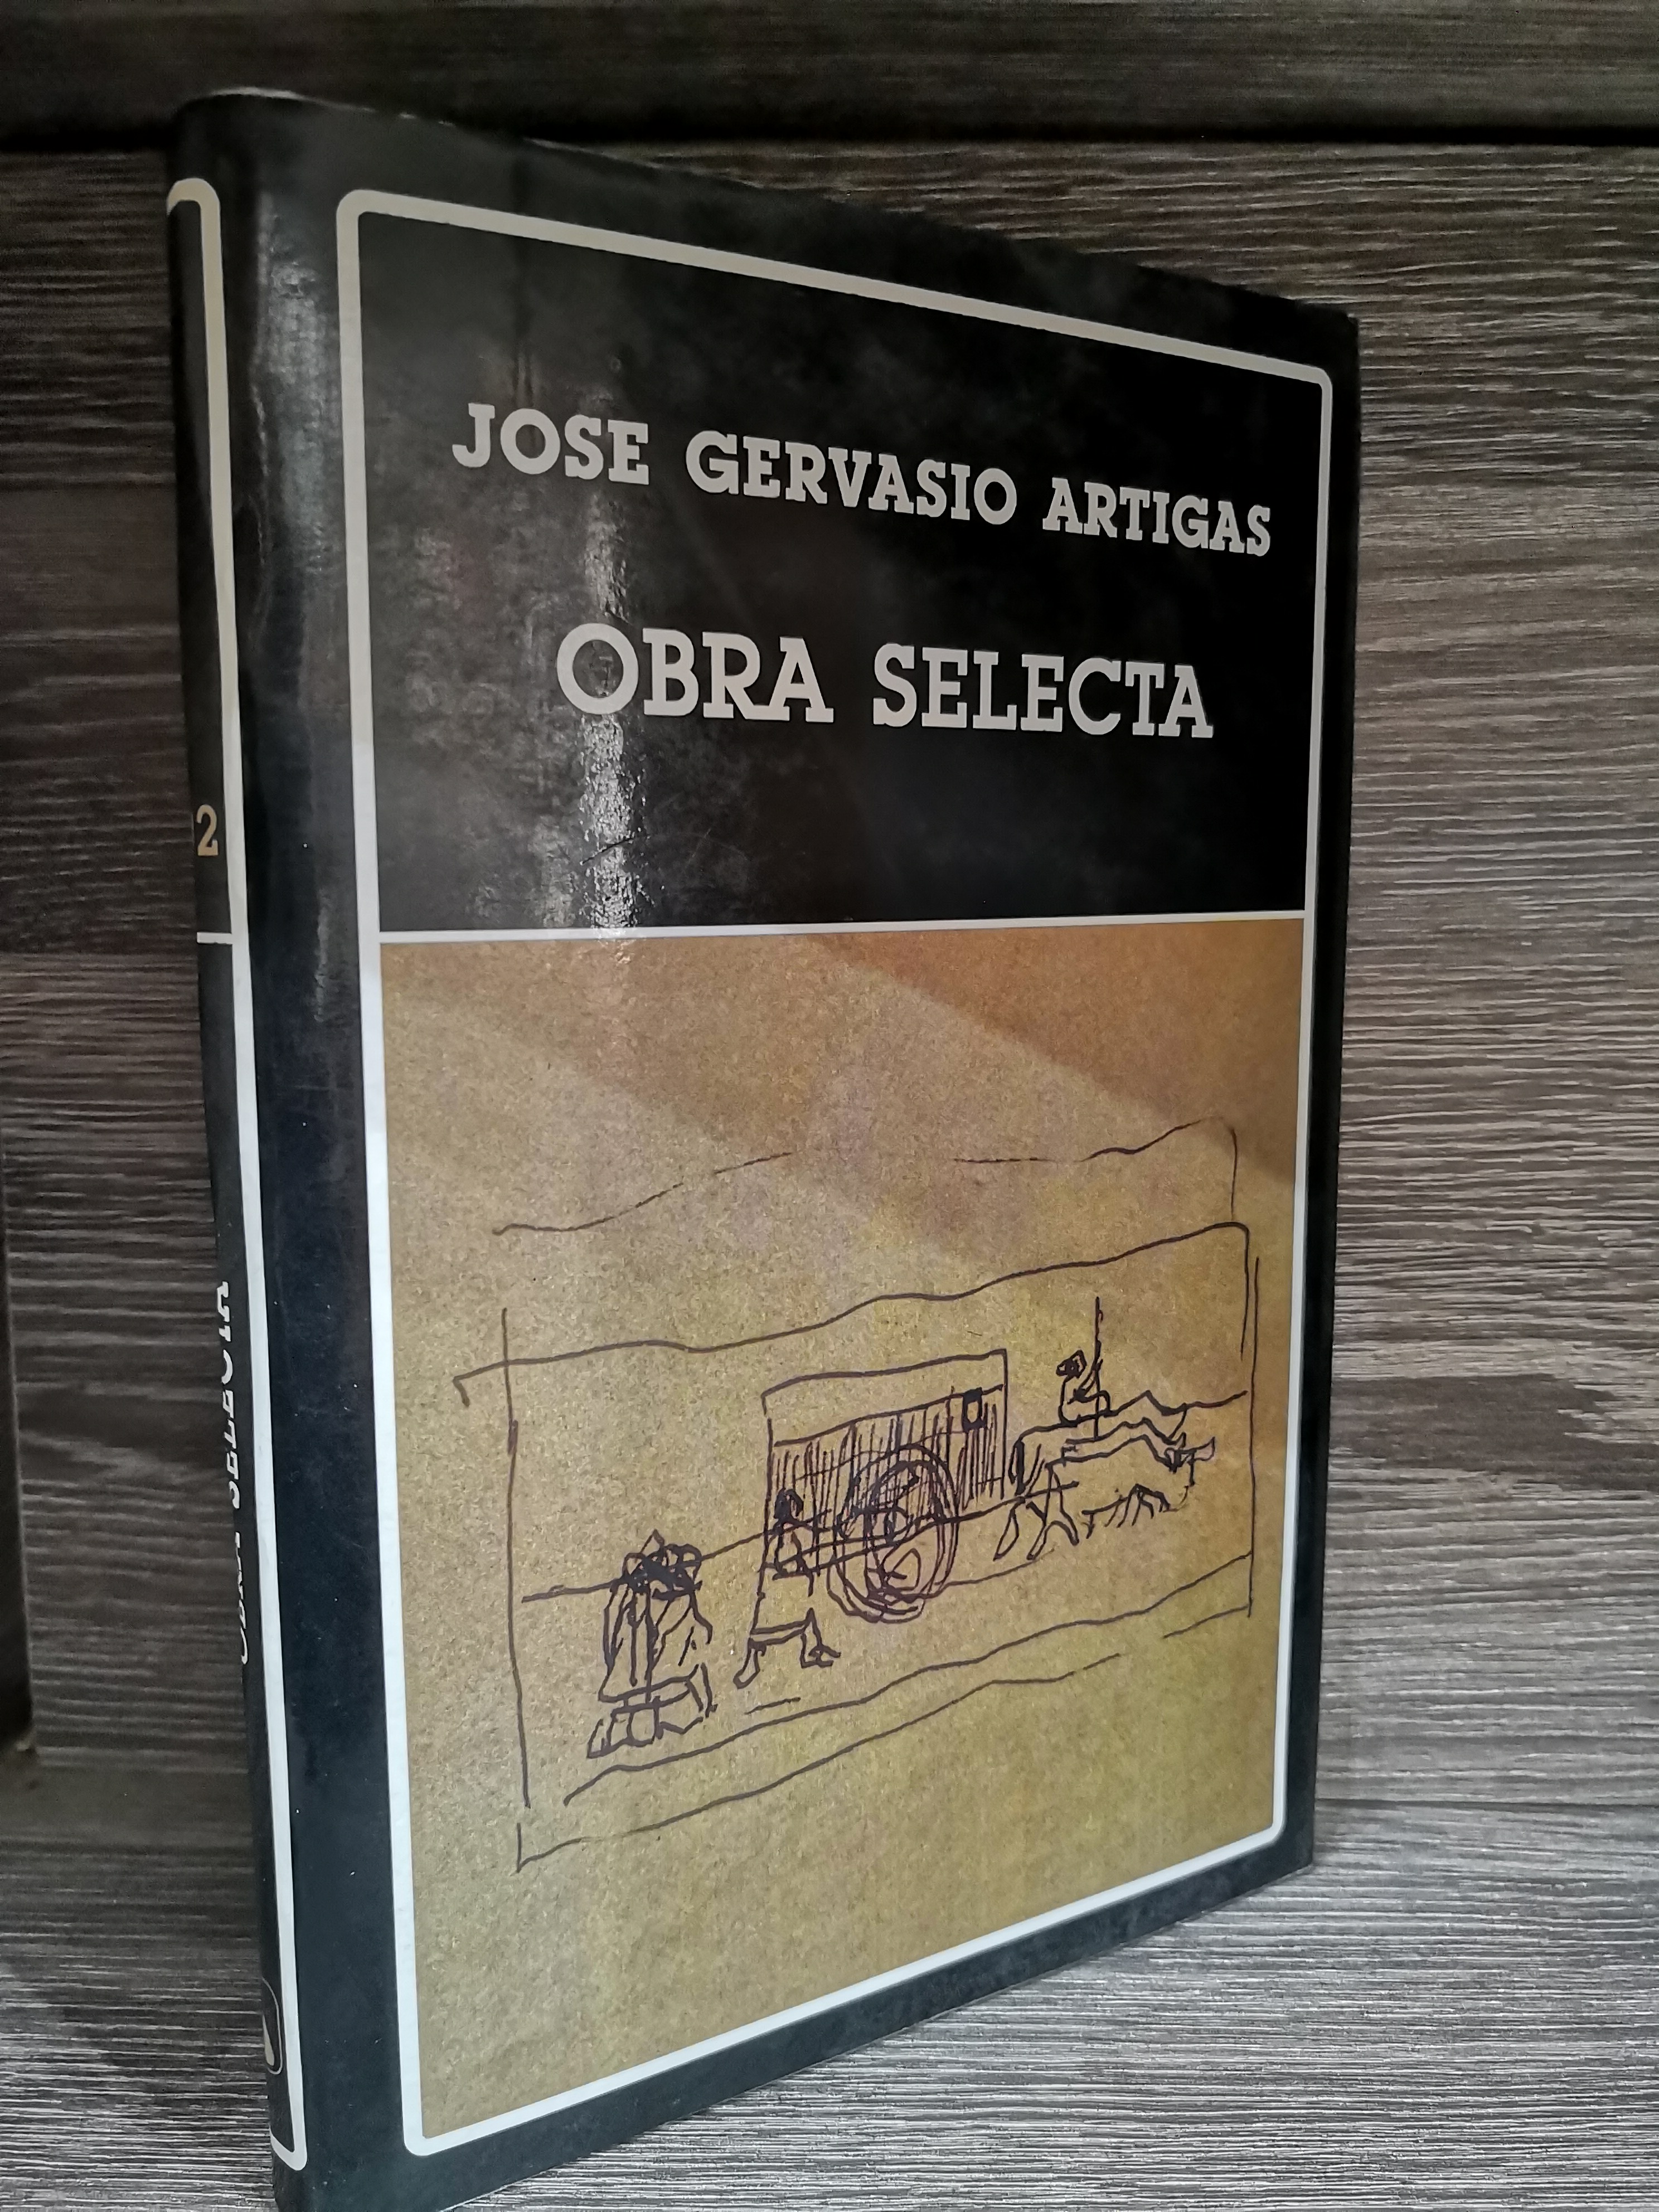 JOSE GERVASIO ARTIGAS
OBRA SELECTA
2
OBRA SELECTA